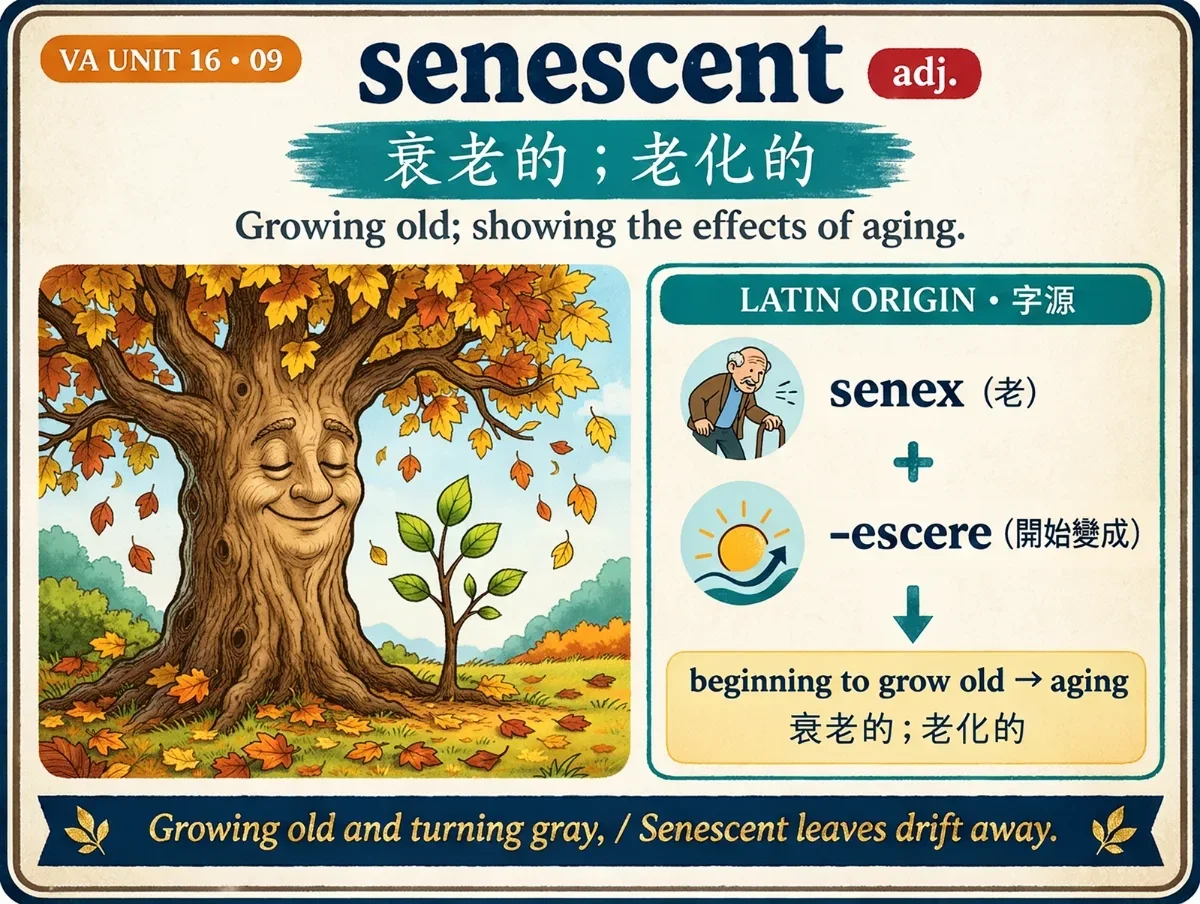 VA UNIT 16 • 09
senescent adj.
衰老的；老化的
Growing old; showing the effects of aging.
LATIN ORIGIN • 字源
senex (老)
+
-escere (開始變成)
beginning to grow old → aging
衰老的；老化的
Growing old and turning gray, / Senescent leaves drift away.